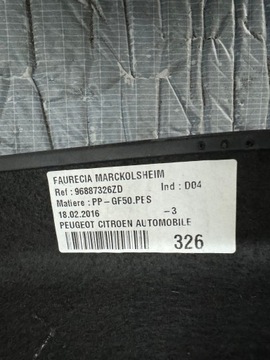 FAURECIA MARCKOLSHEIM
Ref : 96887326ZD Ind : D04
Matiere : PP - GF50.PES
18.02.2016 -3
PEUGEOT CITROEN AUTOMOBILE
326